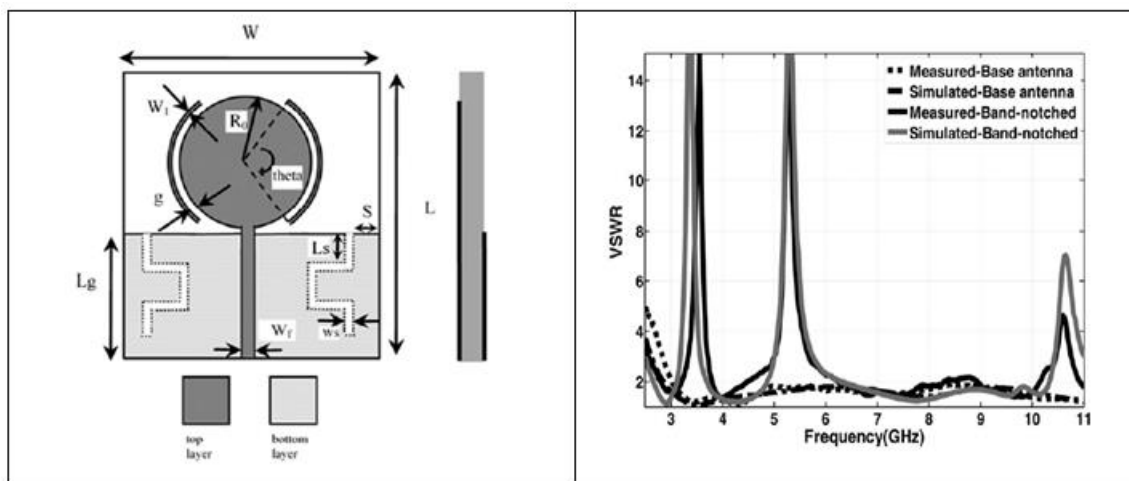 W
W₁
R₀
theta
g
S
L
Ls
Lg
ws
W_f
top
layer
bottom
layer
Measured-Base antenna
Simulated-Base antenna
Measured-Band-notched
Simulated-Band-notched
VSWR
14
12
10
8
6
4
2
3 4 5 6 7 8 9 10 11
Frequency(GHz)